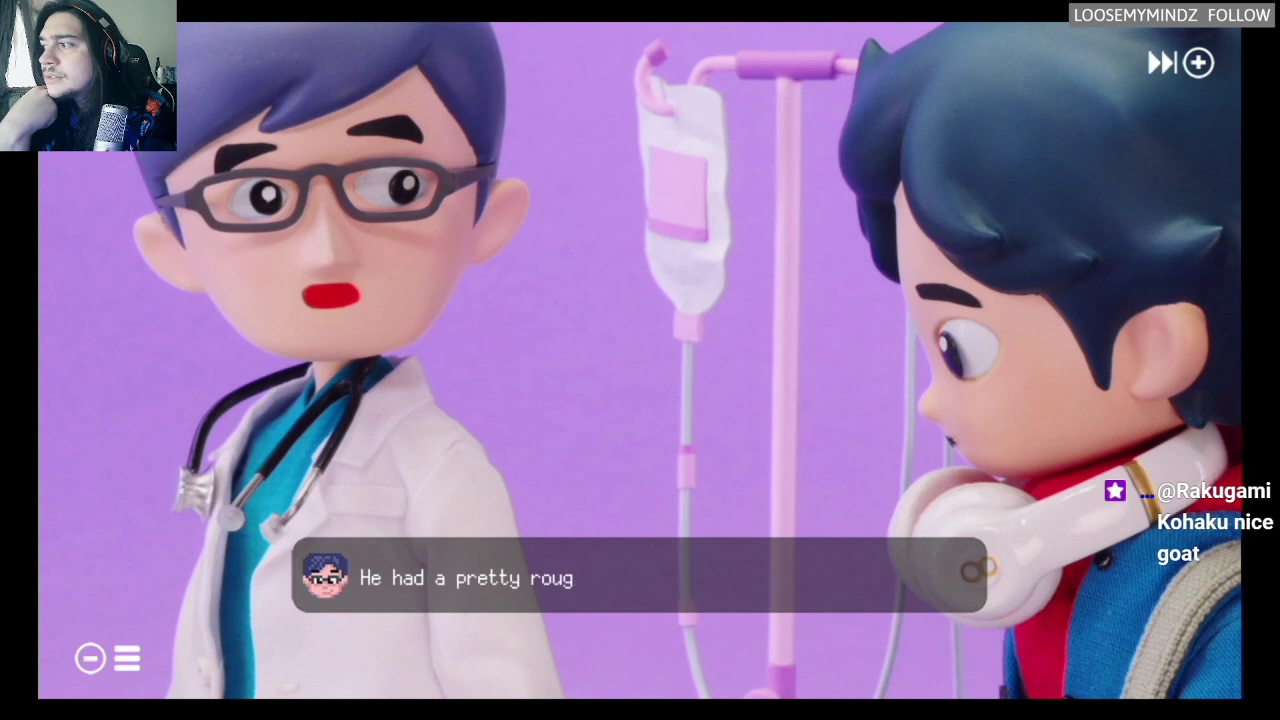 LOOSEMYMINDZ FOLLOW
... @Rakugami
Kohaku nice
goat
He had a pretty roug